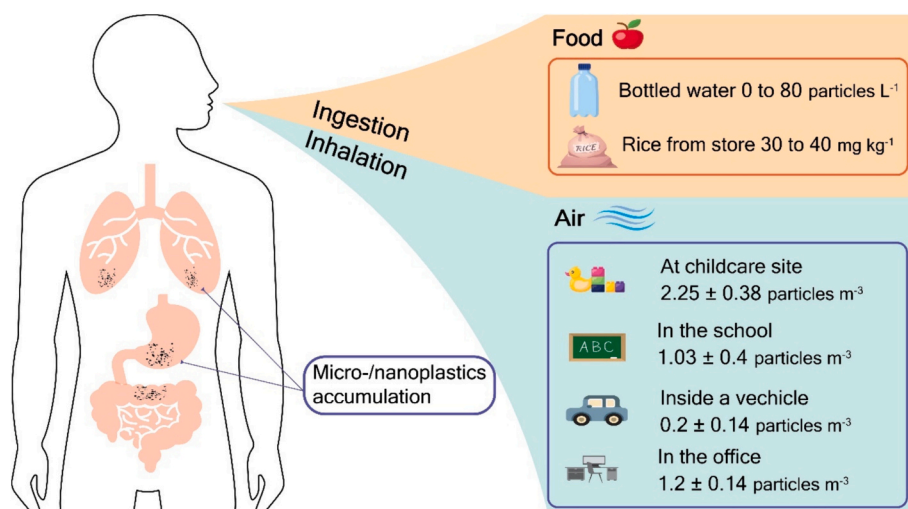 Food
Bottled water 0 to 80 particles L⁻¹
RICE
Rice from store 30 to 40 mg kg⁻¹
Ingestion
Inhalation
Air
At childcare site
2.25 ± 0.38 particles m⁻³
ABC
In the school
1.03 ± 0.4 particles m⁻³
Inside a vechicle
0.2 ± 0.14 particles m⁻³
In the office
1.2 ± 0.14 particles m⁻³
Micro-/nanoplastics
accumulation